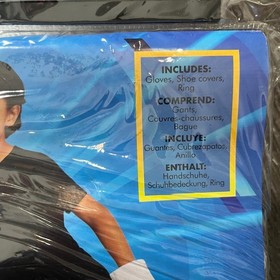 INCLUDES:
Gloves, Shoe covers,
Ring
COMPREND:
Gants,
Couvres-chaussures,
Bague
INCLUYE:
Guantes, Cubrezapatos,
Anillo
ENTHALT:
Handschuhe,
Schuhbedeckung, Ring